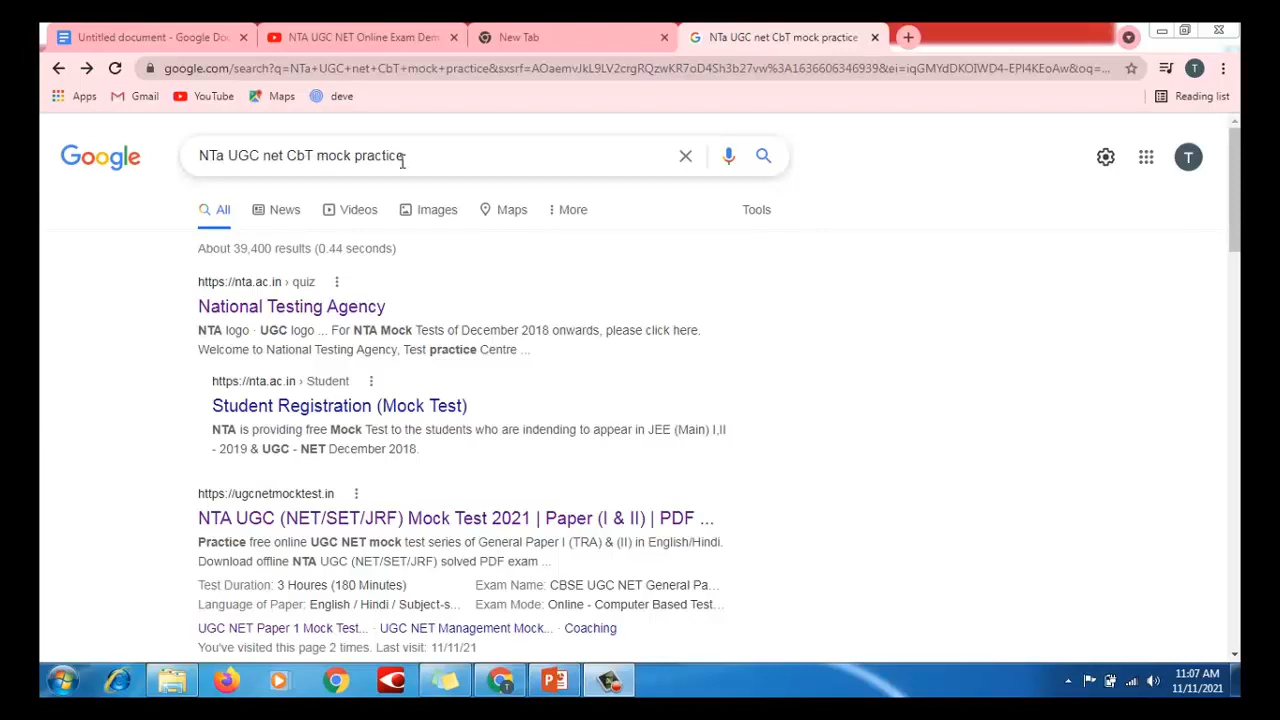 Untitled document - Google Doc
NTA UGC NET Online Exam Dem
New Tab
NTa UGC net CbT mock practice
google.com/search?q=NTa+UGC+net+CbT+mock+practice&sxsrf=AOaemvJkL9LV2crgRQzwKR7oD4Sh3b27vw%3A1636606346939&ei=iqGMYdDKOIWD4-EPI4KEoAw&oq=...
T
Apps
Gmail
YouTube
Maps
deve
Reading list
Google
NTa UGC net CbT mock practice
T
All
News
Videos
Images
Maps
More
Tools
About 39,400 results (0.44 seconds)
https://nta.ac.in › quiz
National Testing Agency
NTA logo · UGC logo ... For NTA Mock Tests of December 2018 onwards, please click here.
Welcome to National Testing Agency, Test practice Centre ...
https://nta.ac.in › Student
Student Registration (Mock Test)
NTA is providing free Mock Test to the students who are indending to appear in JEE (Main) I,II
- 2019 & UGC - NET December 2018.
https://ugcnetmocktest.in
NTA UGC (NET/SET/JRF) Mock Test 2021 | Paper (I & II) | PDF ...
Practice free online UGC NET mock test series of General Paper I (TRA) & (II) in English/Hindi.
Download offline NTA UGC (NET/SET/JRF) solved PDF exam ...
Test Duration: 3 Houres (180 Minutes)
Exam Name: CBSE UGC NET General Pa...
Language of Paper: English / Hindi / Subject-s...
Exam Mode: Online - Computer Based Test...
UGC NET Paper 1 Mock Test... · UGC NET Management Mock... · Coaching
You've visited this page 2 times. Last visit: 11/11/21
11:07 AM
11/11/2021